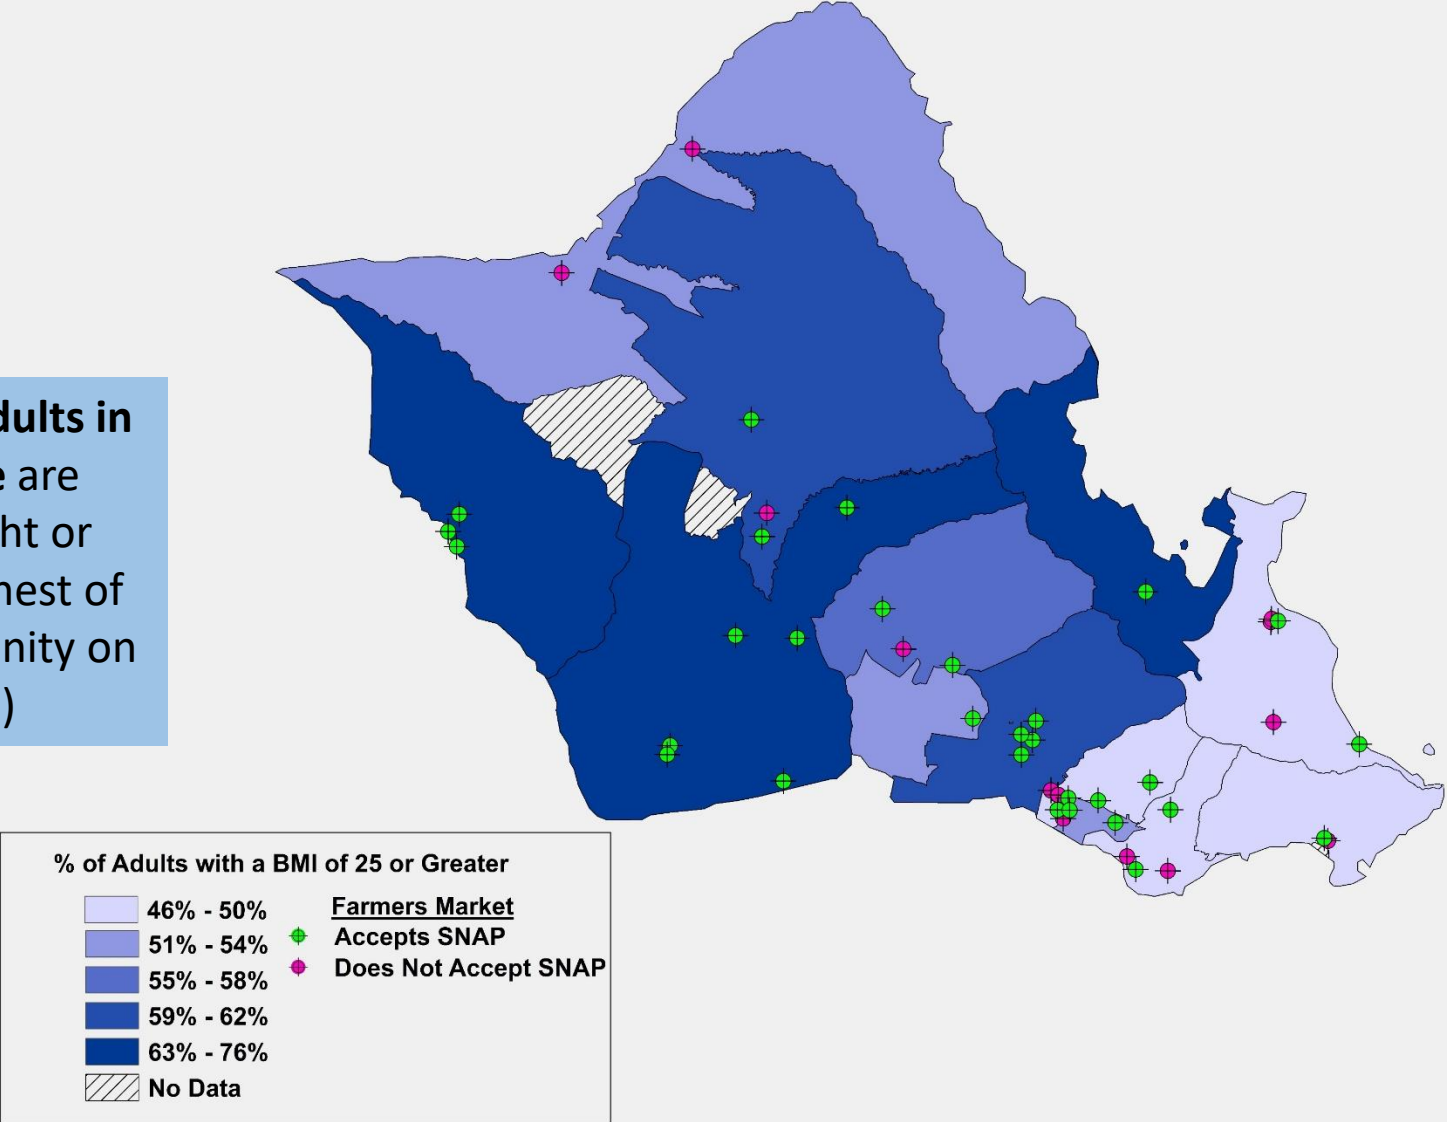 dults in
e are
ht or
nest of
nity on
)
% of Adults with a BMI of 25 or Greater
46% - 50%
51% - 54%
55% - 58%
59% - 62%
63% - 76%
No Data
Farmers Market
Accepts SNAP
Does Not Accept SNAP